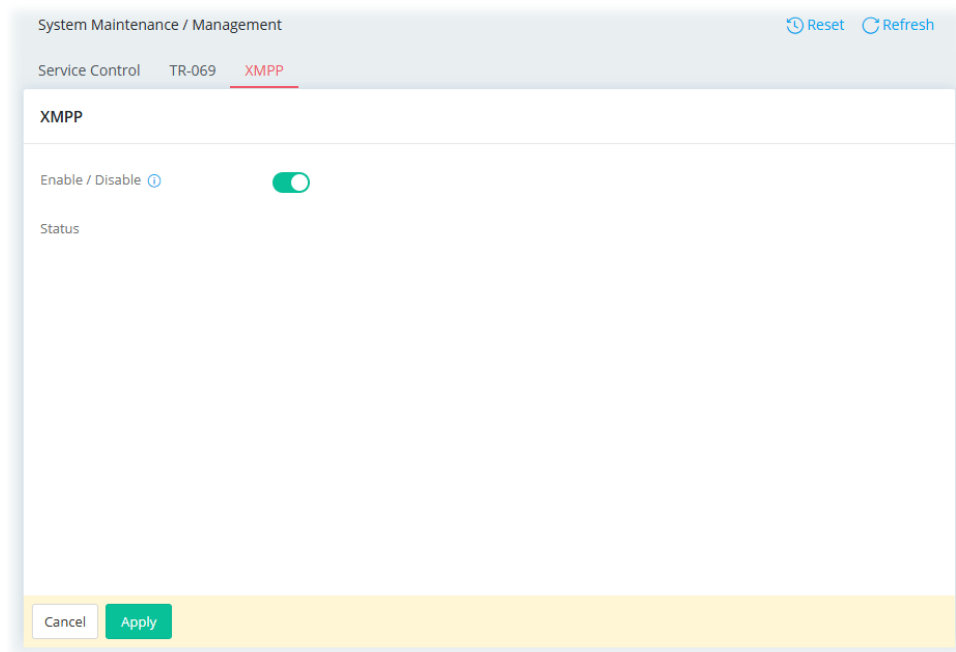 System Maintenance / Management Reset Refresh
Service Control TR-069 XMPP
XMPP
Enable / Disable
Status
Cancel Apply